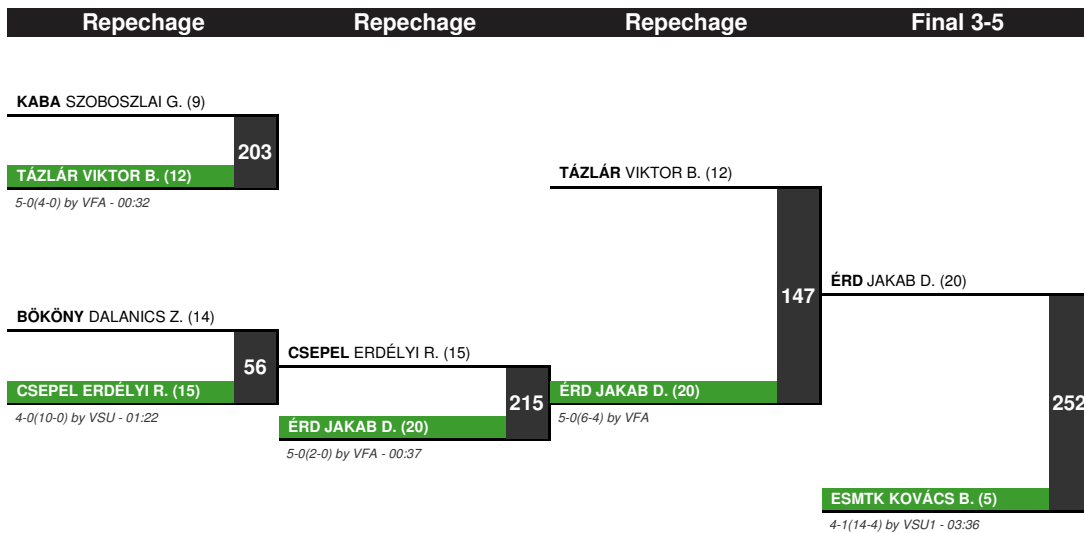 Repechage
Repechage
Repechage
Final 3-5
KABA SZOBOSZLAI G. (9)
203
TÁZLÁR VIKTOR B. (12)
5-0(4-0) by VFA - 00:32
BÖKÖNY DALANICS Z. (14)
56
CSEPEL ERDÉLYI R. (15)
4-0(10-0) by VSU - 01:22
CSEPEL ERDÉLYI R. (15)
215
ÉRD JAKAB D. (20)
5-0(2-0) by VFA - 00:37
TÁZLÁR VIKTOR B. (12)
147
ÉRD JAKAB D. (20)
5-0(6-4) by VFA
ÉRD JAKAB D. (20)
252
ESMTK KOVÁCS B. (5)
4-1(14-4) by VSU1 - 03:36